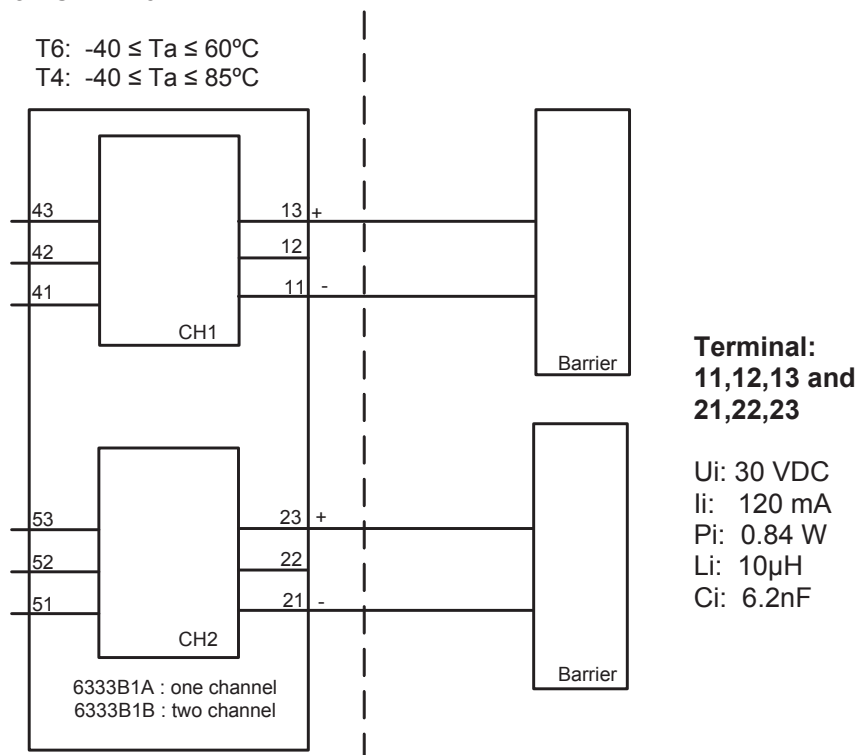 T6: -40 ≤ Ta ≤ 60ºC
T4: -40 ≤ Ta ≤ 85ºC
43
42
41
13 +
12
11 -
CH1
Barrier
53
52
51
23 +
22
21 -
CH2
Barrier
6333B1A : one channel
6333B1B : two channel
Terminal:
11,12,13 and
21,22,23
Ui: 30 VDC
Ii: 120 mA
Pi: 0.84 W
Li: 10µH
Ci: 6.2nF